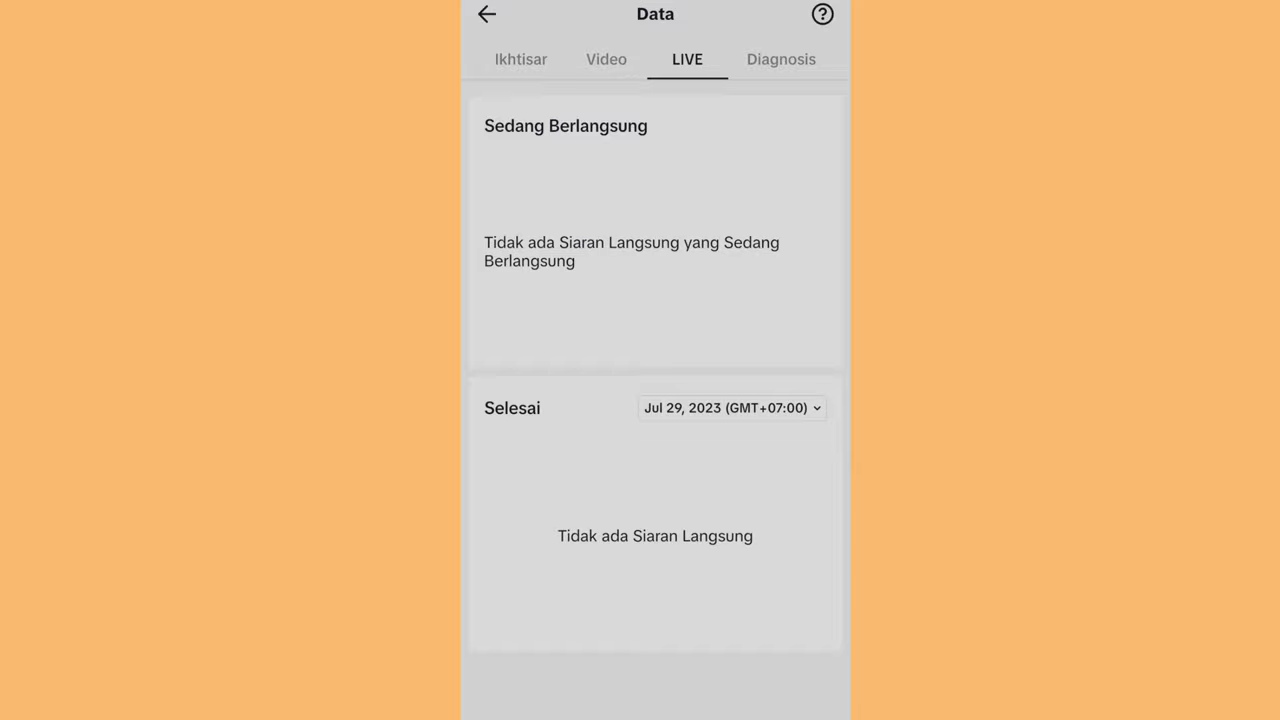 Data
Ikhtisar Video LIVE Diagnosis
Sedang Berlangsung
Tidak ada Siaran Langsung yang Sedang
Berlangsung
Selesai Jul 29, 2023 (GMT+07:00)
Tidak ada Siaran Langsung